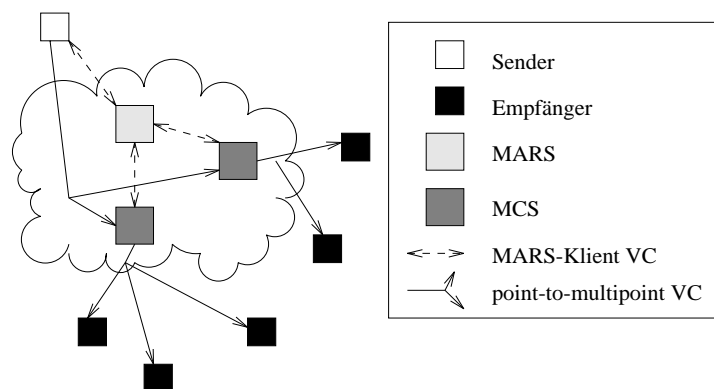 Sender
Empfänger
MARS
MCS
MARS-Klient VC
point-to-multipoint VC